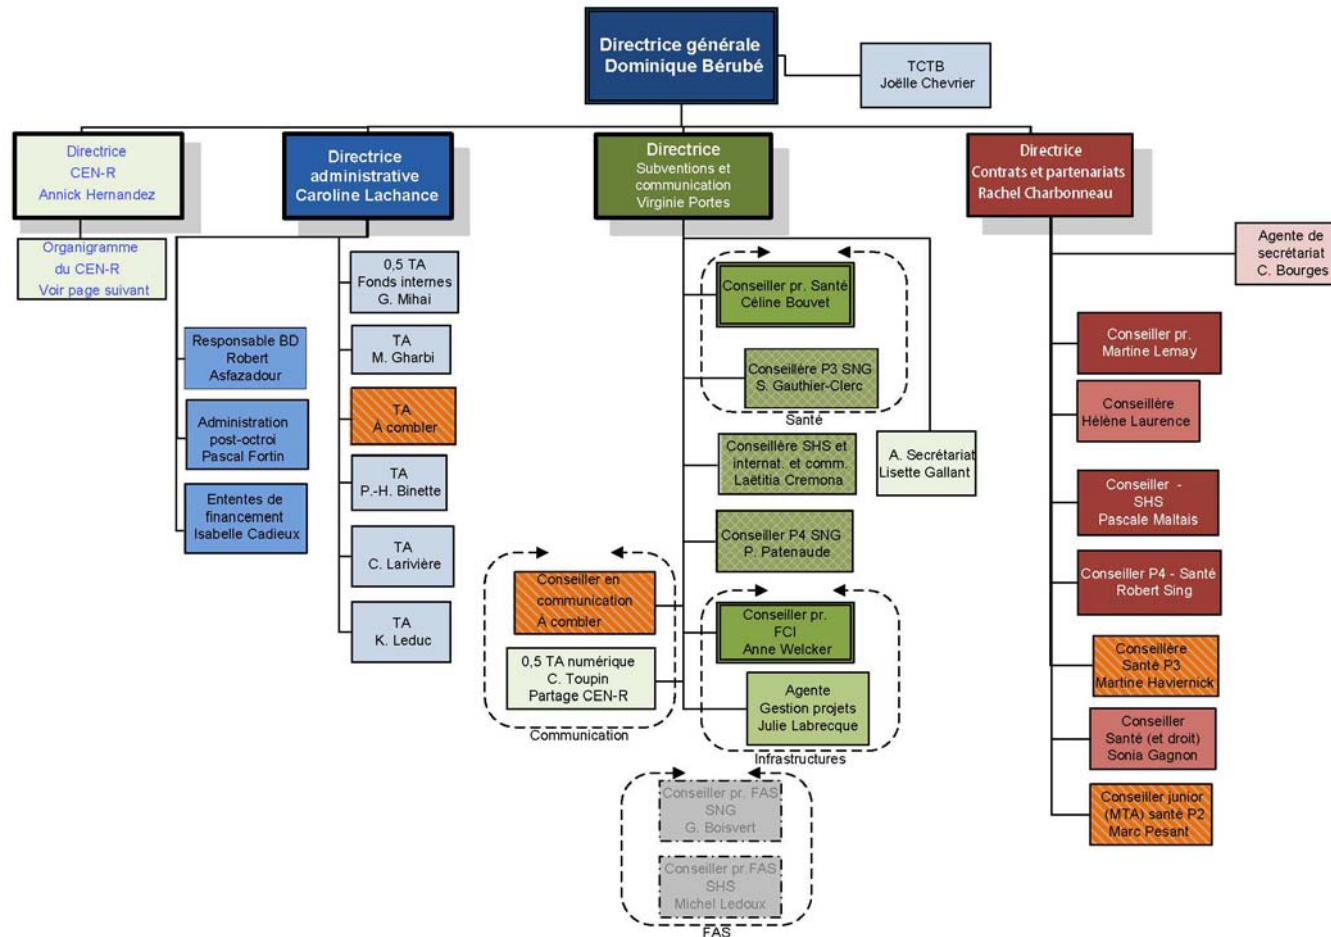 Directrice générale
Dominique Bérubé
TCTB
Joëlle Chevrier
Directrice
CEN-R
Annick Hernandez
Organigramme
du CEN-R
Voir page suivant
Directrice
administrative
Caroline Lachance
Responsable BD
Robert
Asfazadour
Administration
post-octroi
Pascal Fortin
Ententes de
financement
Isabelle Cadieux
0,5 TA
Fonds internes
G. Mihai
TA
M. Gharbi
TA
A combler
TA
P.-H. Binette
TA
C. Larivière
TA
K. Leduc
Directrice
Subventions et
communication
Virginie Portes
Conseiller pr. Santé
Céline Bouvet
Conseillère P3 SNG
S. Gauthier-Clerc
Santé
Conseillère SHS et
internat. et comm.
Laëtitia Cremona
Conseiller P4 SNG
P. Patenaude
A. Secrétariat
Lisette Gallant
Conseiller en
communication
A combler
0,5 TA numérique
C. Toupin
Partage CEN-R
Communication
Conseiller pr.
FCI
Anne Welcker
Agente
Gestion projets
Julie Labrecque
Infrastructures
Conseiller pr. FAS
SNG
G. Boisvert
Conseiller pr.FAS
SHS
Michel Ledoux
FAS
Directrice
Contrats et partenariats
Rachel Charbonneau
Agente de
secrétariat
C. Bourges
Conseiller pr.
Martine Lemay
Conseillère
Hélène Laurence
Conseiller -
SHS
Pascale Maltais
Conseiller P4 - Santé
Robert Sing
Conseillère
Santé P3
Martine Haviernick
Conseiller
Santé (et droit)
Sonia Gagnon
Conseiller junior
(MTA) santé P2
Marc Pesant